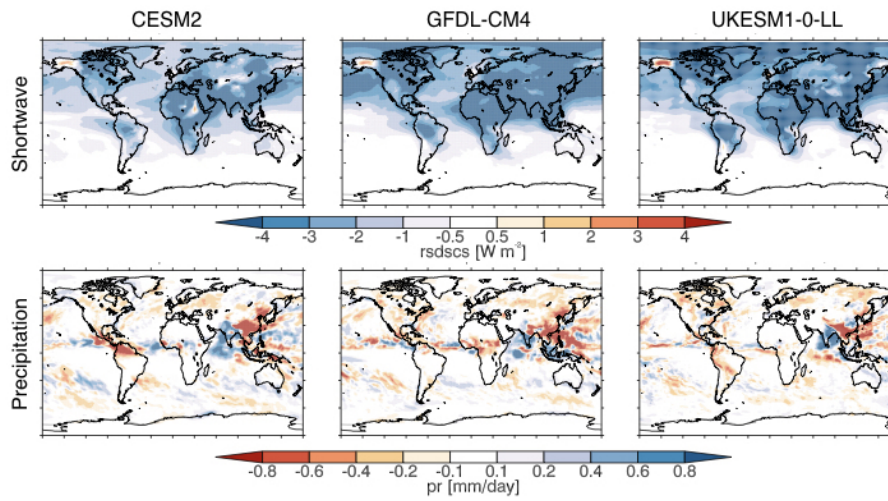 CESM2 GFDL-CM4 UKESM1-0-LL
Shortwave
-4 -3 -2 -1 -0.5 0.5 1 2 3 4
rsdscs [W m⁻²]
Precipitation
-0.8 -0.6 -0.4 -0.2 -0.1 0.1 0.2 0.4 0.6 0.8
pr [mm/day]